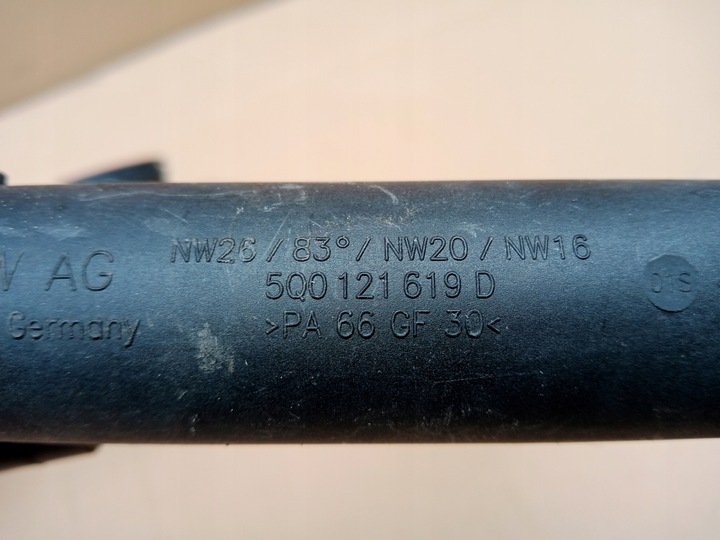 NW26 / 83° / NW20 / NW16
W AG
5Q0 121 619 D
Germany
>PA 66 GF 30<